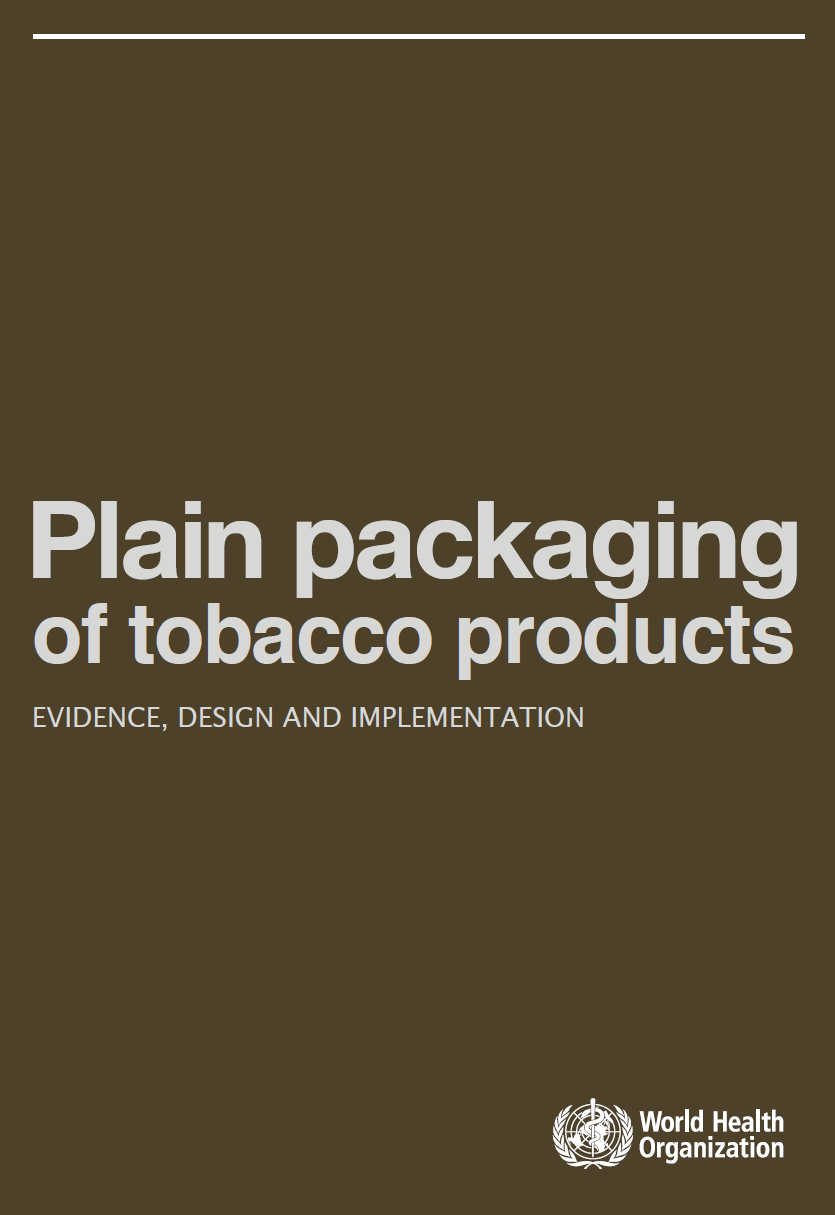 Plain packaging
of tobacco products
EVIDENCE, DESIGN AND IMPLEMENTATION
World Health
Organization